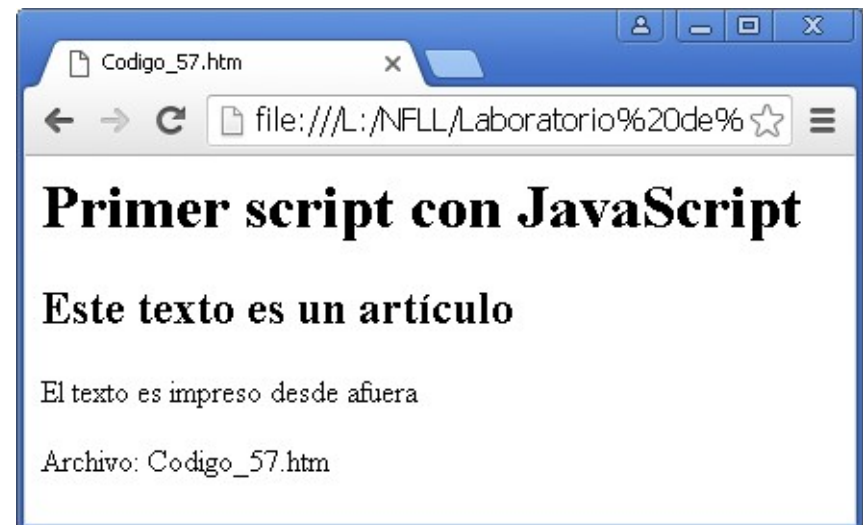 Codigo_57.htm
file:///L:/NFLL/Laboratorio%20de%
Primer script con JavaScript
Este texto es un artículo
El texto es impreso desde afuera
Archivo: Codigo_57.htm